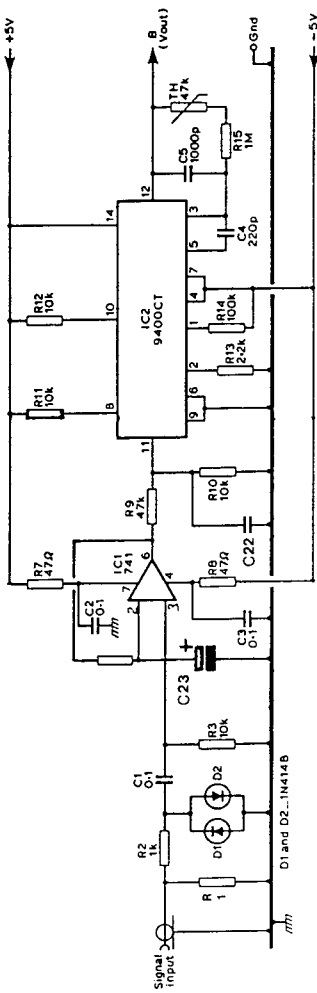 +5V
B
(Vout)
Gnd
-5V
Signal
input
R
1
R2
1k
D1
D2
D1 and D2_1N414B
C1
0·1
R3
10k
C23
+
C2
0·1
R7
47Ω
2
7
IC1
741
3
6
4
R8
47Ω
C3
0·1
R9
47k
R10
10k
C22
R11
10k
R12
10k
8
10
14
11
IC2
9400CT
12
9
6
2
1
4
7
5
3
R13
2·2k
R14
100k
C4
220p
C5
1000p
R15
1M
TH
47k